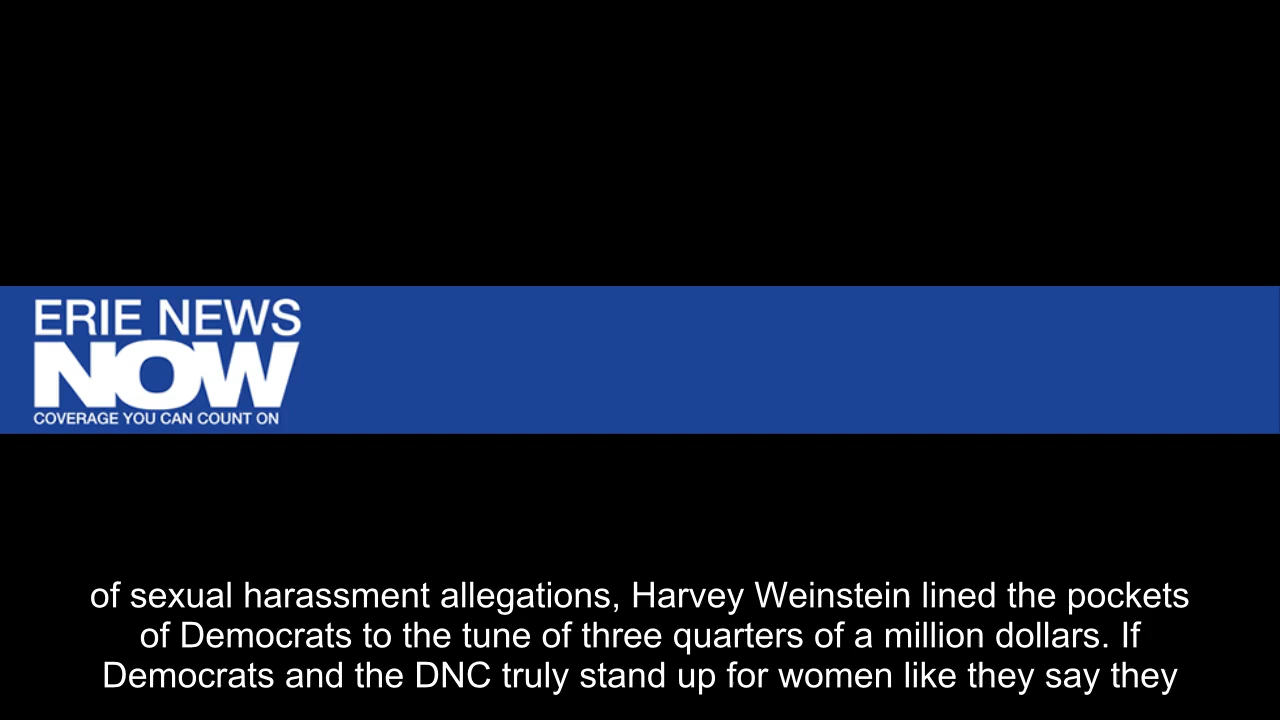 ERIE NEWS
NOW
COVERAGE YOU CAN COUNT ON
of sexual harassment allegations, Harvey Weinstein lined the pockets
of Democrats to the tune of three quarters of a million dollars. If
Democrats and the DNC truly stand up for women like they say they